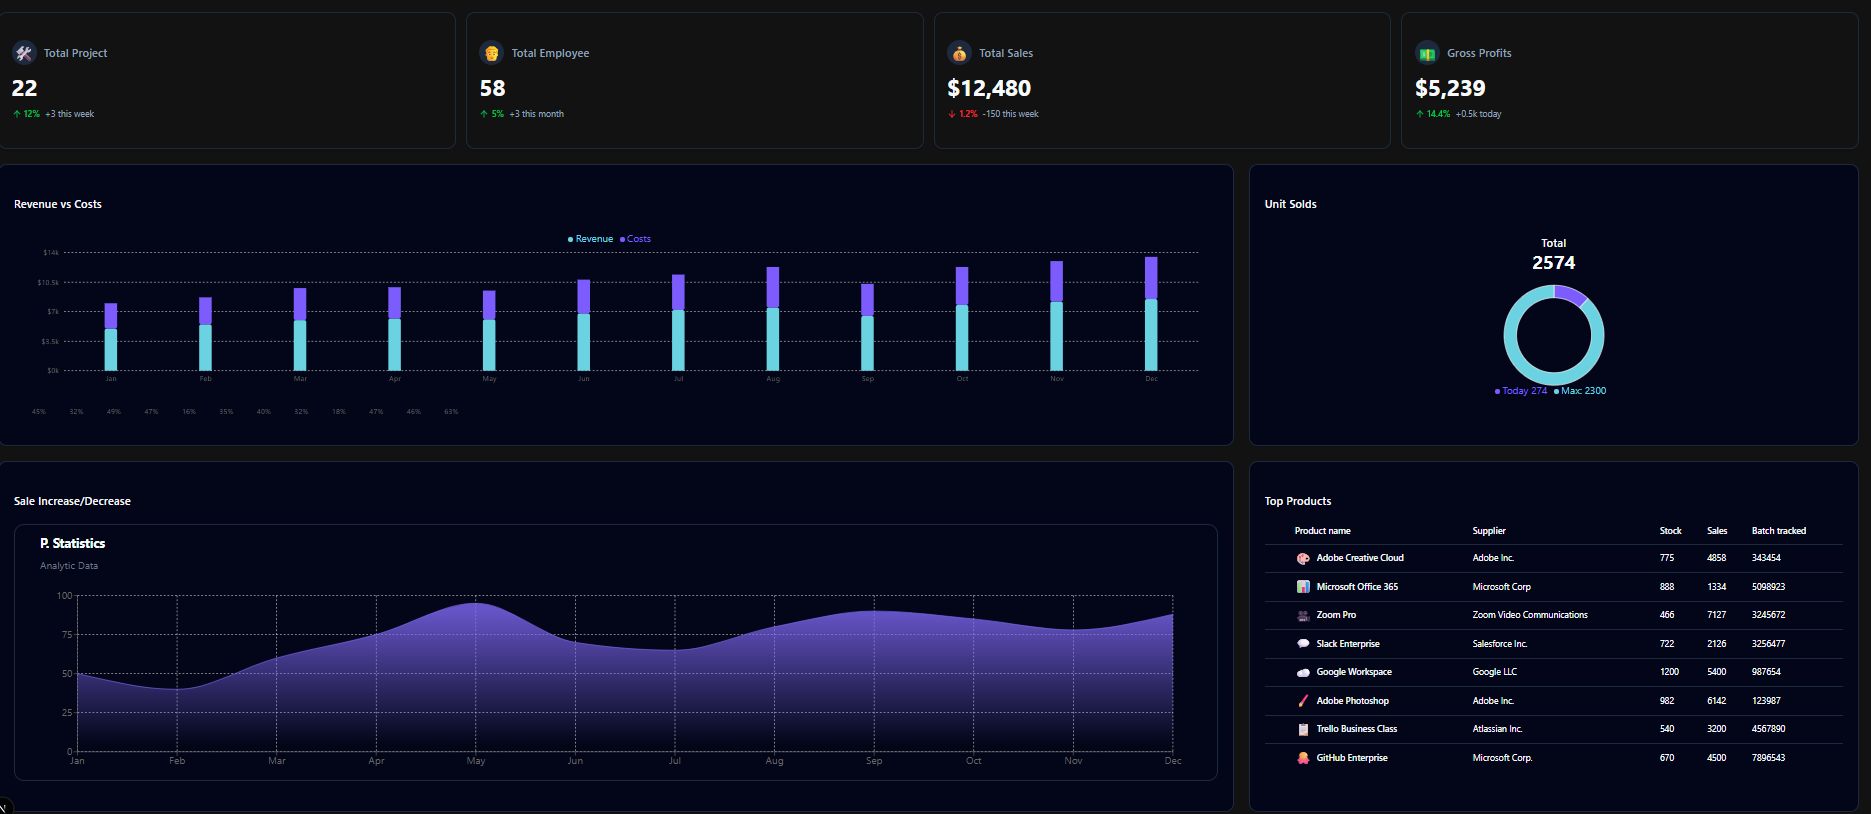 Total Project
22
↑ 12% +3 this week
Total Employee
58
↑ 5% +3 this month
Total Sales
$12,480
↓ 1.2% -150 this week
Gross Profits
$5,239
↑ 14.4% +0.5k today
Revenue vs Costs
Revenue Costs
$14k
$10.5k
$7k
$3.5k
$0k
Jan Feb Mar Apr May Jun Jul Aug Sep Oct Nov Dec
45% 32% 49% 47% 16% 35% 40% 32% 18% 47% 46% 63%
Unit Solds
Total
2574
Today 274 Max: 2300
Sale Increase/Decrease
P. Statistics
Analytic Data
100
75
50
25
0
Jan Feb Mar Apr May Jun Jul Aug Sep Oct Nov Dec
Top Products
Product name Supplier Stock Sales Batch tracked
Adobe Creative Cloud Adobe Inc. 775 4858 343454
Microsoft Office 365 Microsoft Corp 888 1334 5098923
Zoom Pro Zoom Video Communications 466 7127 3245672
Slack Enterprise Salesforce Inc. 722 2126 3256477
Google Workspace Google LLC 1200 5400 987654
Adobe Photoshop Adobe Inc. 982 6142 123987
Trello Business Class Atlassian Inc. 540 3200 4567890
GitHub Enterprise Microsoft Corp. 670 4500 7896543
N